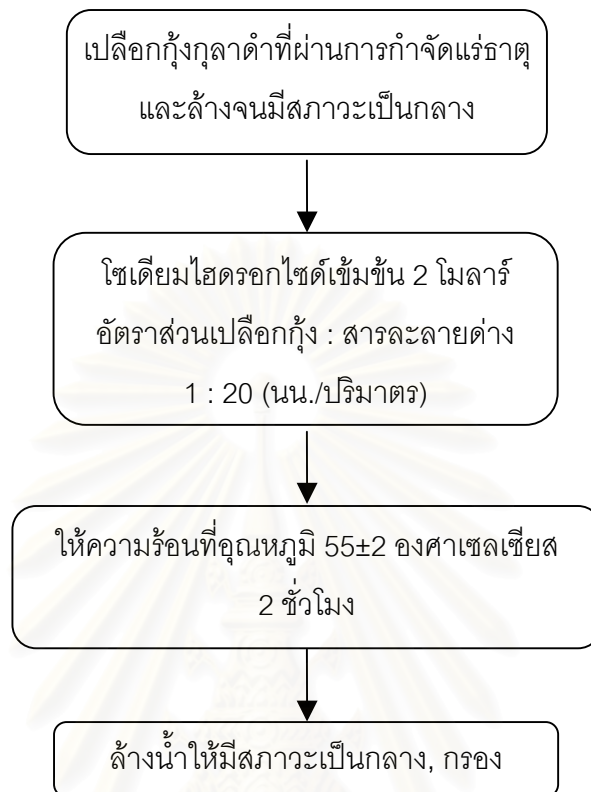 เปลือกกุ้งกุลาดำที่ผ่านการกำจัดแร่ธาตุ
และล้างจนมีสภาวะเป็นกลาง
โซเดียมไฮดรอกไซด์เข้มข้น 2 โมลาร์
อัตราส่วนเปลือกกุ้ง : สารละลายด่าง
1 : 20 (นน./ปริมาตร)
ให้ความร้อนที่อุณหภูมิ 55±2 องศาเซลเซียส
2 ชั่วโมง
ล้างน้ำให้มีสภาวะเป็นกลาง, กรอง